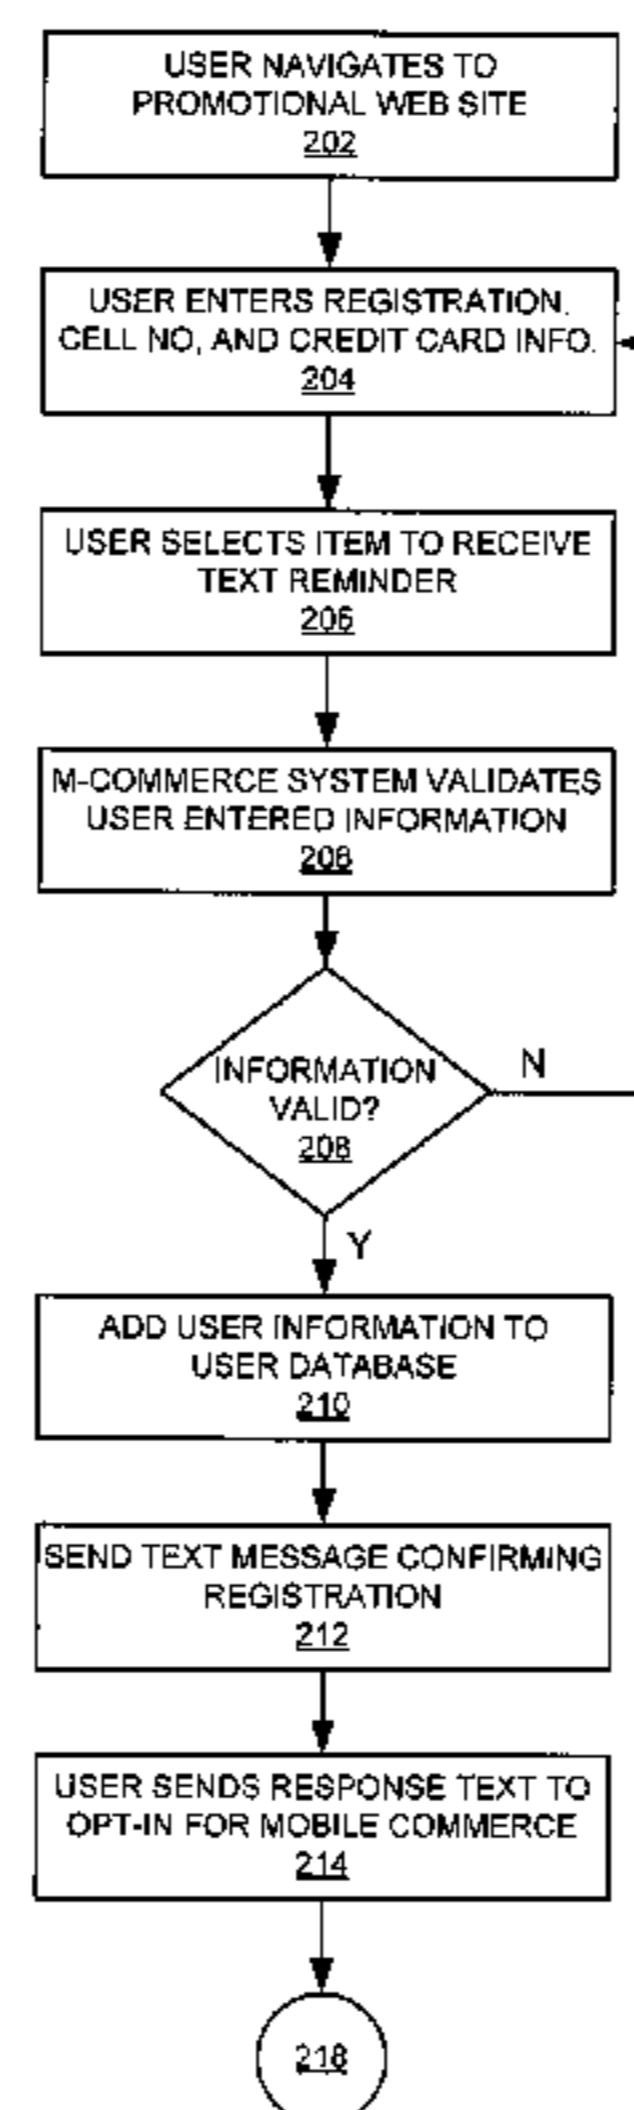 USER NAVIGATES TO
PROMOTIONAL WEB SITE
202
USER ENTERS REGISTRATION,
CELL NO, AND CREDIT CARD INFO.
204
USER SELECTS ITEM TO RECEIVE
TEXT REMINDER
206
M-COMMERCE SYSTEM VALIDATES
USER ENTERED INFORMATION
208
INFORMATION
VALID?
208
N
Y
ADD USER INFORMATION TO
USER DATABASE
210
SEND TEXT MESSAGE CONFIRMING
REGISTRATION
212
USER SENDS RESPONSE TEXT TO
OPT-IN FOR MOBILE COMMERCE
214
218